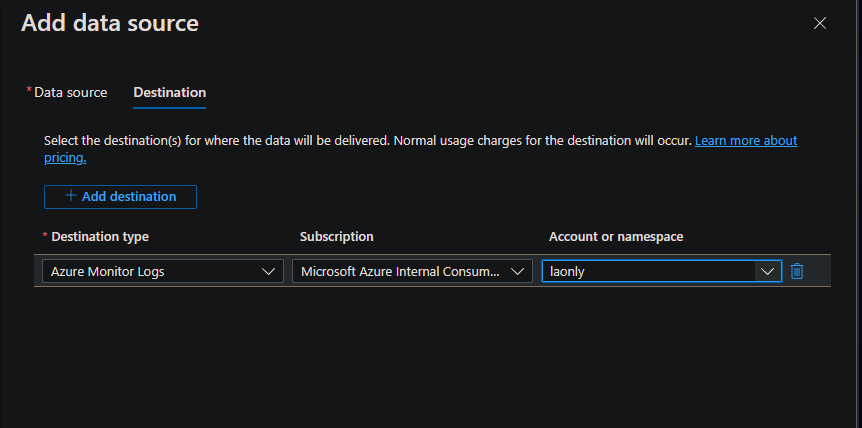 Add data source
* Data source Destination
Select the destination(s) for where the data will be delivered. Normal usage charges for the destination will occur. Learn more about
pricing.
+ Add destination
* Destination type Subscription Account or namespace
Azure Monitor Logs Microsoft Azure Internal Consum... laonly